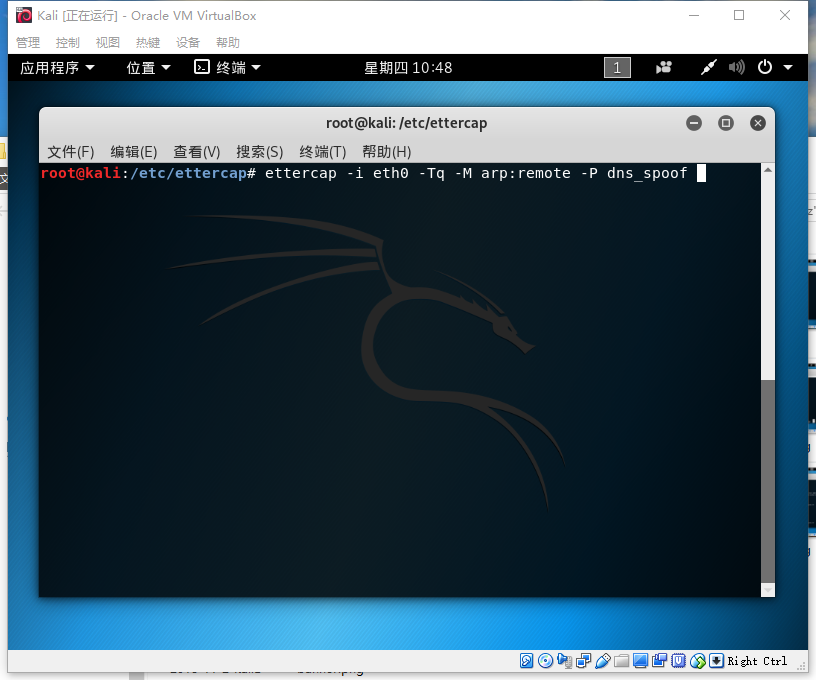 Kali [正在运行] - Oracle VM VirtualBox
管理 控制 视图 热键 设备 帮助
应用程序 位置 终端 星期四 10:48 1
root@kali: /etc/ettercap
文件(F) 编辑(E) 查看(V) 搜索(S) 终端(T) 帮助(H)
root@kali:/etc/ettercap# ettercap -i eth0 -Tq -M arp:remote -P dns_spoof
Right Ctrl